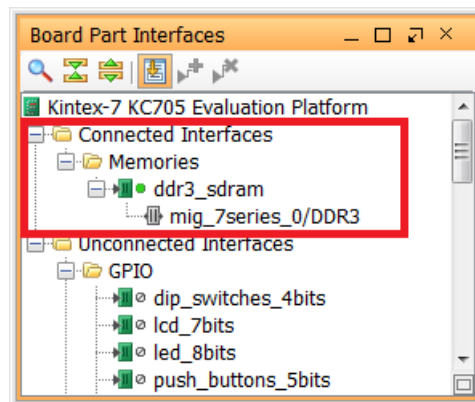 Board Part Interfaces
Kintex-7 KC705 Evaluation Platform
Connected Interfaces
Memories
ddr3_sdram
mig_7series_0/DDR3
Unconnected Interfaces
GPIO
dip_switches_4bits
lcd_7bits
led_8bits
push_buttons_5bits